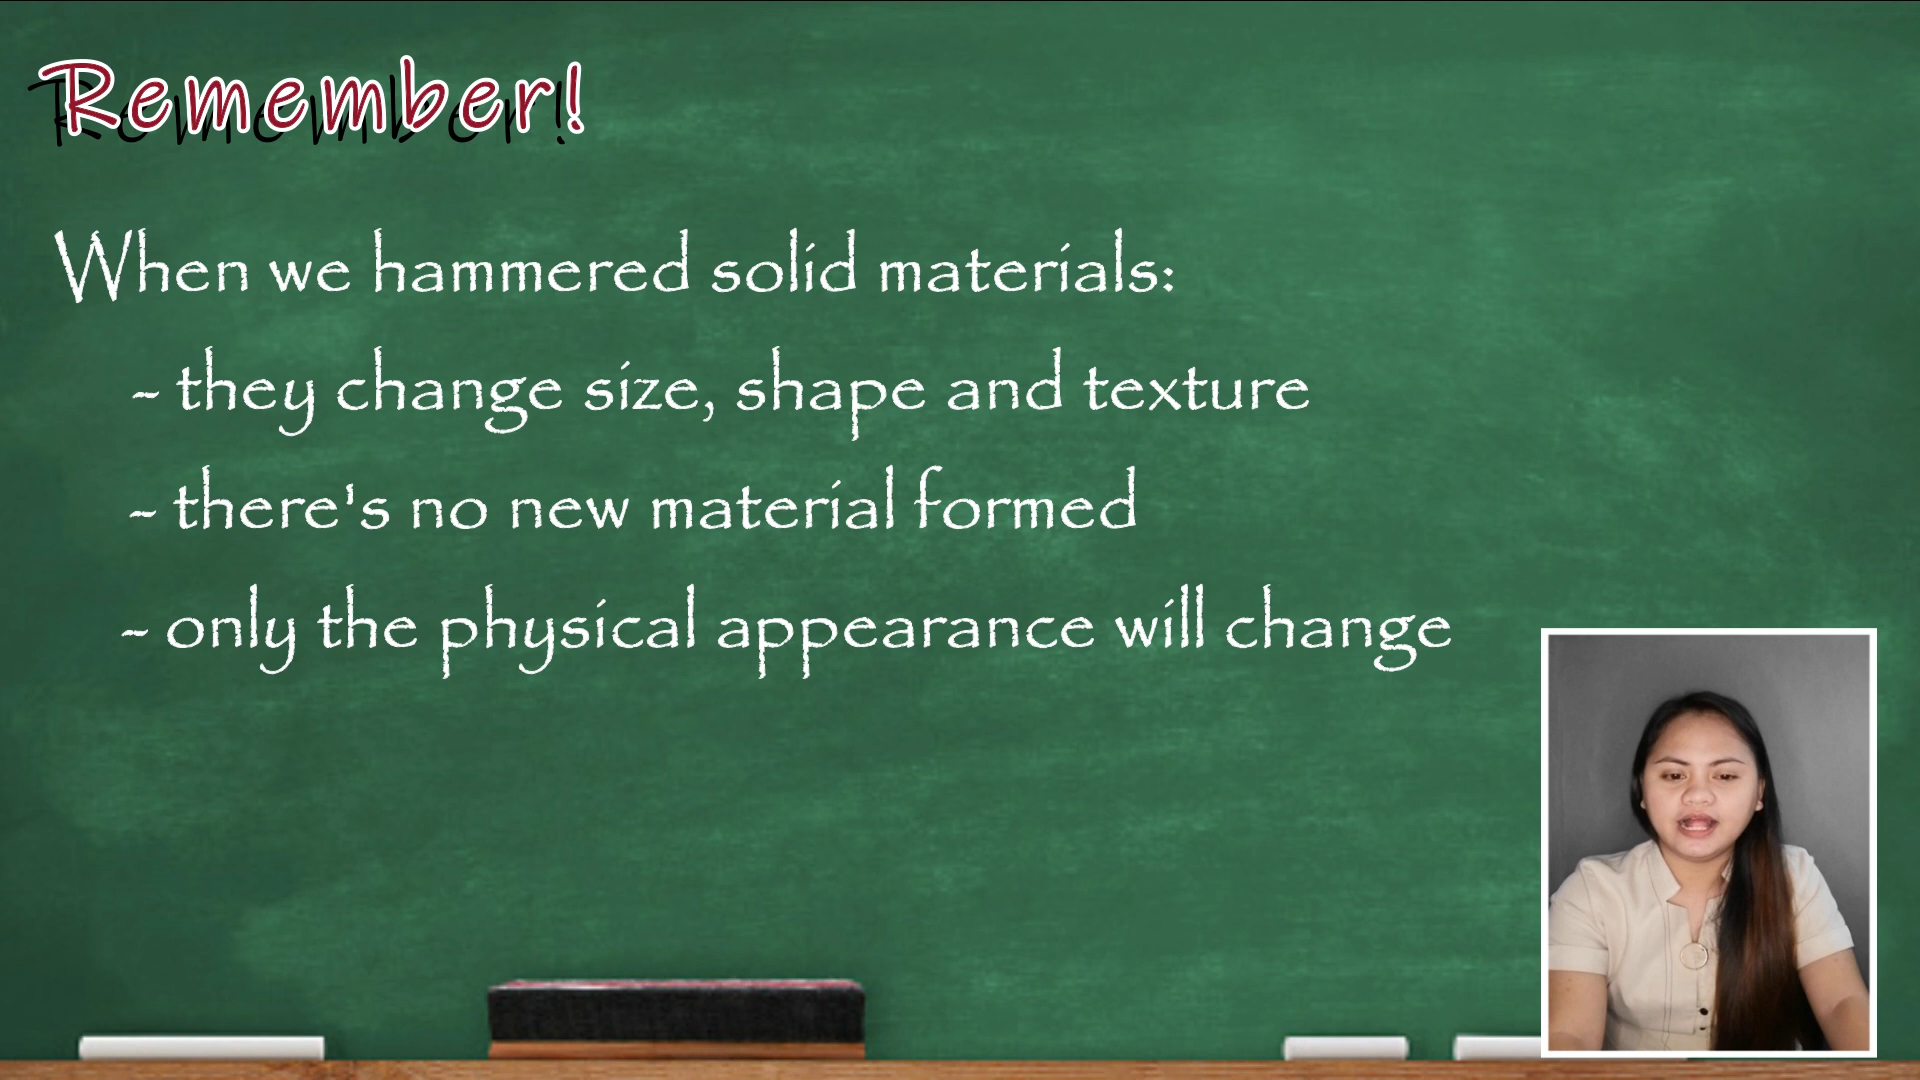 Remember!
When we hammered solid materials:
- they change size, shape and texture
- there's no new material formed
- only the physical appearance will change